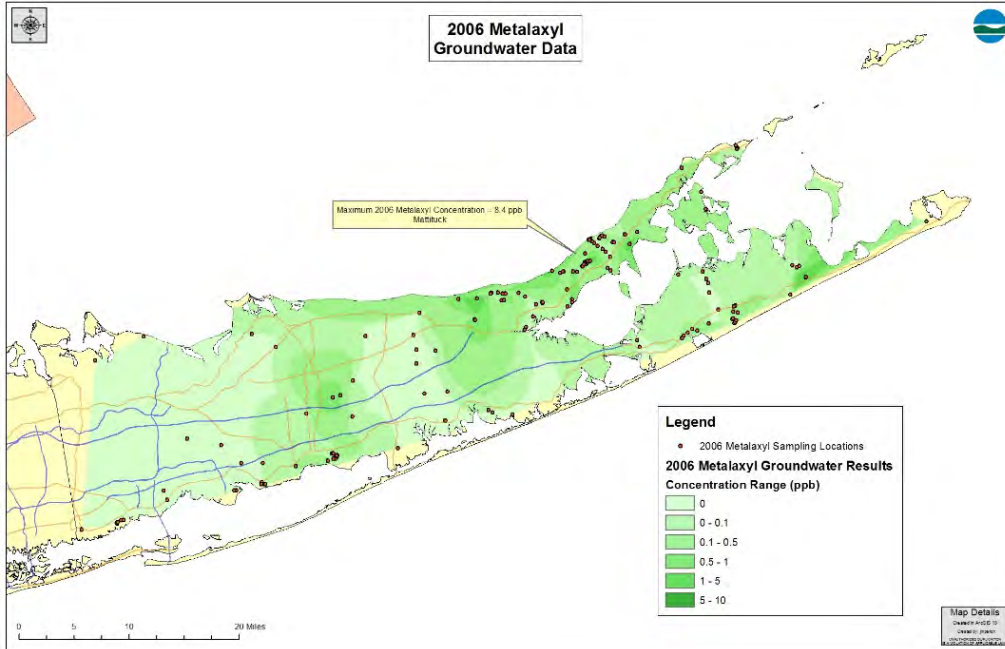 2006 Metalaxyl
Groundwater Data
N
W
E
S
Maximum 2006 Metalaxyl Concentration = 8.4 ppb
Mattituck
Legend
2006 Metalaxyl Sampling Locations
2006 Metalaxyl Groundwater Results
Concentration Range (ppb)
0
0 - 0.1
0.1 - 0.5
0.5 - 1
1 - 5
5 - 10
0 5 10 20 Miles
Map Details